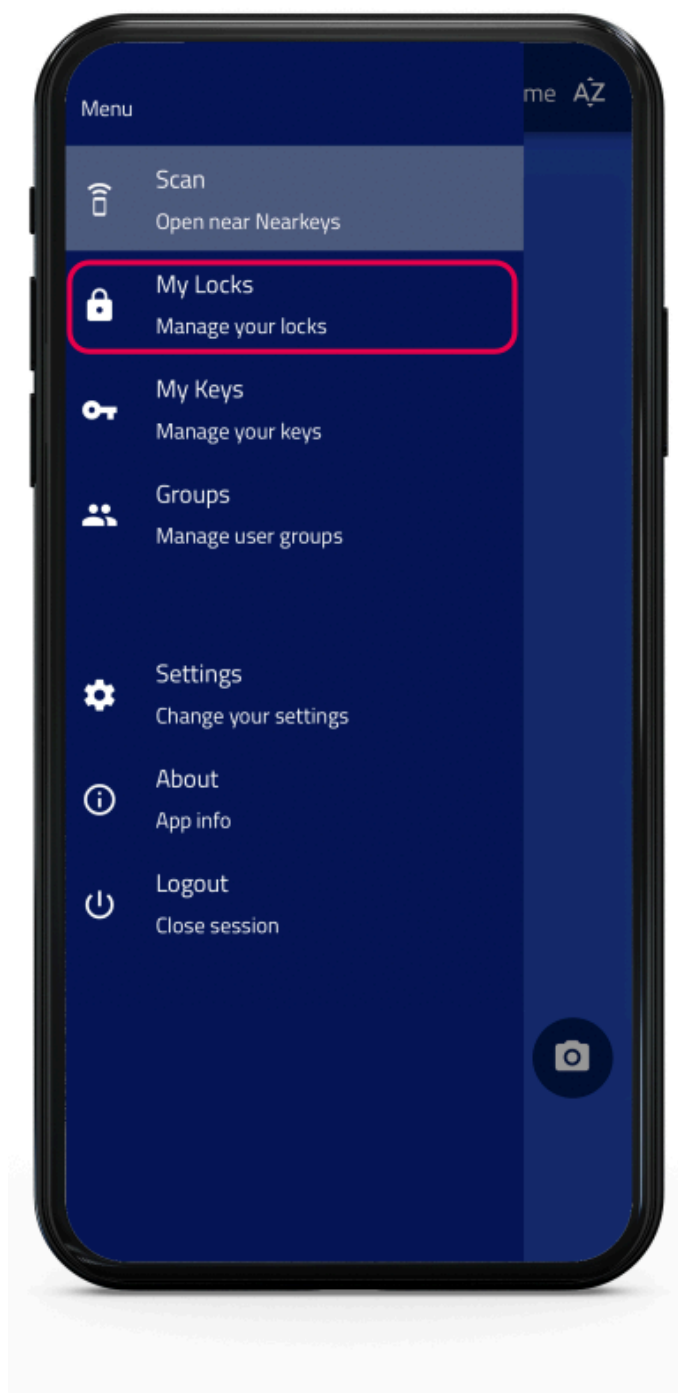 Menu
me AZ
Scan
Open near Nearkeys
My Locks
Manage your locks
My Keys
Manage your keys
Groups
Manage user groups
Settings
Change your settings
About
App info
Logout
Close session